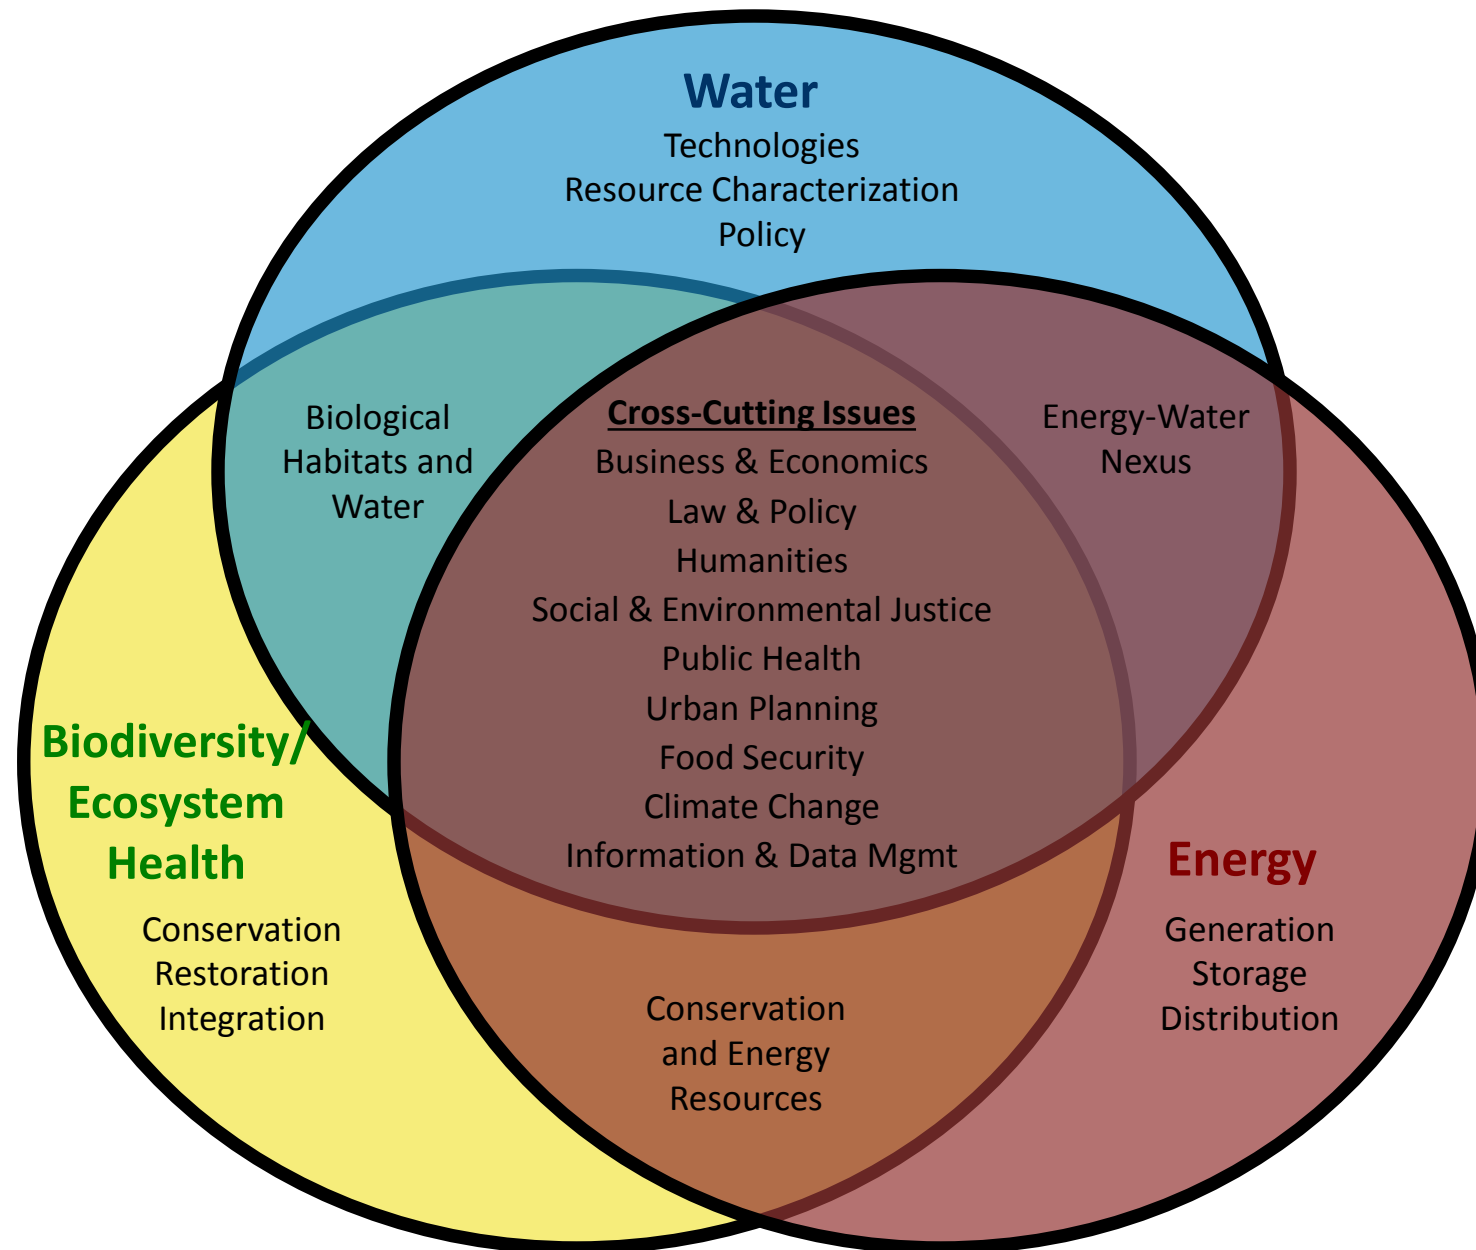 Water
Technologies
Resource Characterization
Policy
Biological
Habitats and
Water
Cross-Cutting Issues
Business & Economics
Law & Policy
Humanities
Social & Environmental Justice
Public Health
Urban Planning
Food Security
Climate Change
Information & Data Mgmt
Energy-Water
Nexus
Biodiversity/
Ecosystem
Health
Conservation
Restoration
Integration
Conservation
and Energy
Resources
Energy
Generation
Storage
Distribution